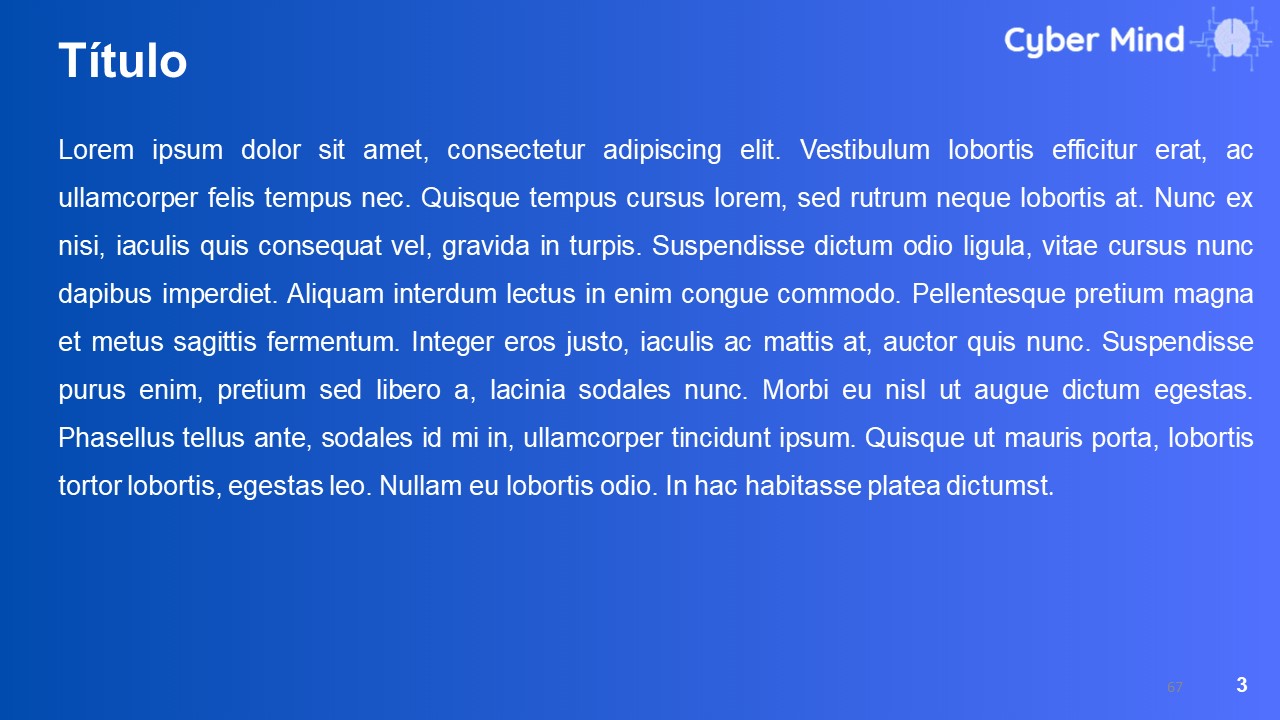 Título
Cyber Mind
Lorem ipsum dolor sit amet, consectetur adipiscing elit. Vestibulum lobortis efficitur erat, ac
ullamcorper felis tempus nec. Quisque tempus cursus lorem, sed rutrum neque lobortis at. Nunc ex
nisi, iaculis quis consequat vel, gravida in turpis. Suspendisse dictum odio ligula, vitae cursus nunc
dapibus imperdiet. Aliquam interdum lectus in enim congue commodo. Pellentesque pretium magna
et metus sagittis fermentum. Integer eros justo, iaculis ac mattis at, auctor quis nunc. Suspendisse
purus enim, pretium sed libero a, lacinia sodales nunc. Morbi eu nisl ut augue dictum egestas.
Phasellus tellus ante, sodales id mi in, ullamcorper tincidunt ipsum. Quisque ut mauris porta, lobortis
tortor lobortis, egestas leo. Nullam eu lobortis odio. In hac habitasse platea dictumst.
67
3